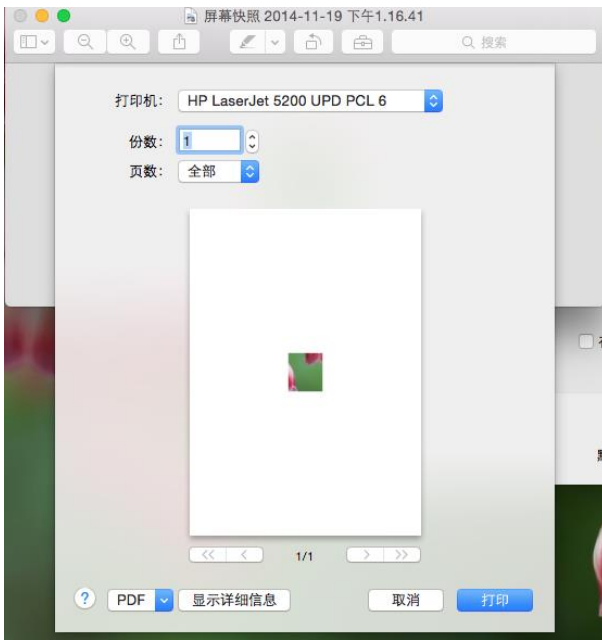 屏幕快照 2014-11-19 下午1.16.41
搜索
打印机： HP LaserJet 5200 UPD PCL 6
份数： 1
页数： 全部
1/1
? PDF 显示详细信息 取消 打印